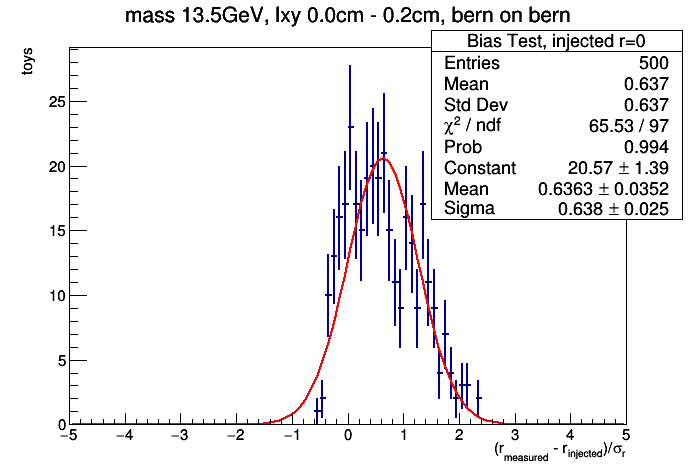 mass 13.5GeV, lxy 0.0cm - 0.2cm, bern on bern
toys
Bias Test, injected r=0
Entries 500
Mean 0.637
Std Dev 0.637
χ² / ndf 65.53 / 97
Prob 0.994
Constant 20.57 ± 1.39
Mean 0.6363 ± 0.0352
Sigma 0.638 ± 0.025
25
20
15
10
5
0
−5 −4 −3 −2 −1 0 1 2 3 4 5
(r_measured - r_injected)/σ_r